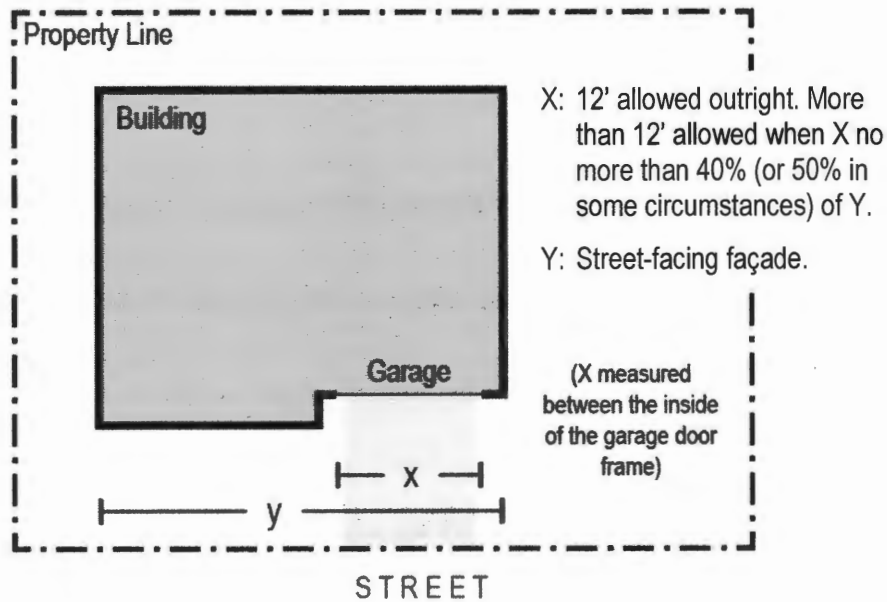 Property Line
Building
X: 12' allowed outright. More
than 12' allowed when X no
more than 40% (or 50% in
some circumstances) of Y.
Y: Street-facing façade.
Garage
(X measured
between the inside
of the garage door
frame)
x
y
STREET